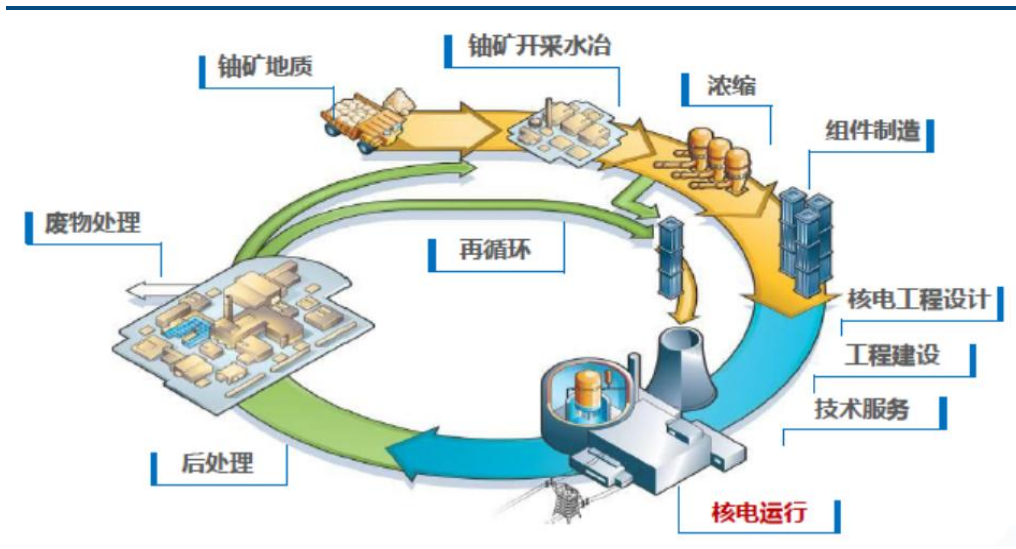 铀矿地质
铀矿开采水冶
浓缩
组件制造
废物处理
再循环
核电工程设计
工程建设
技术服务
后处理
核电运行